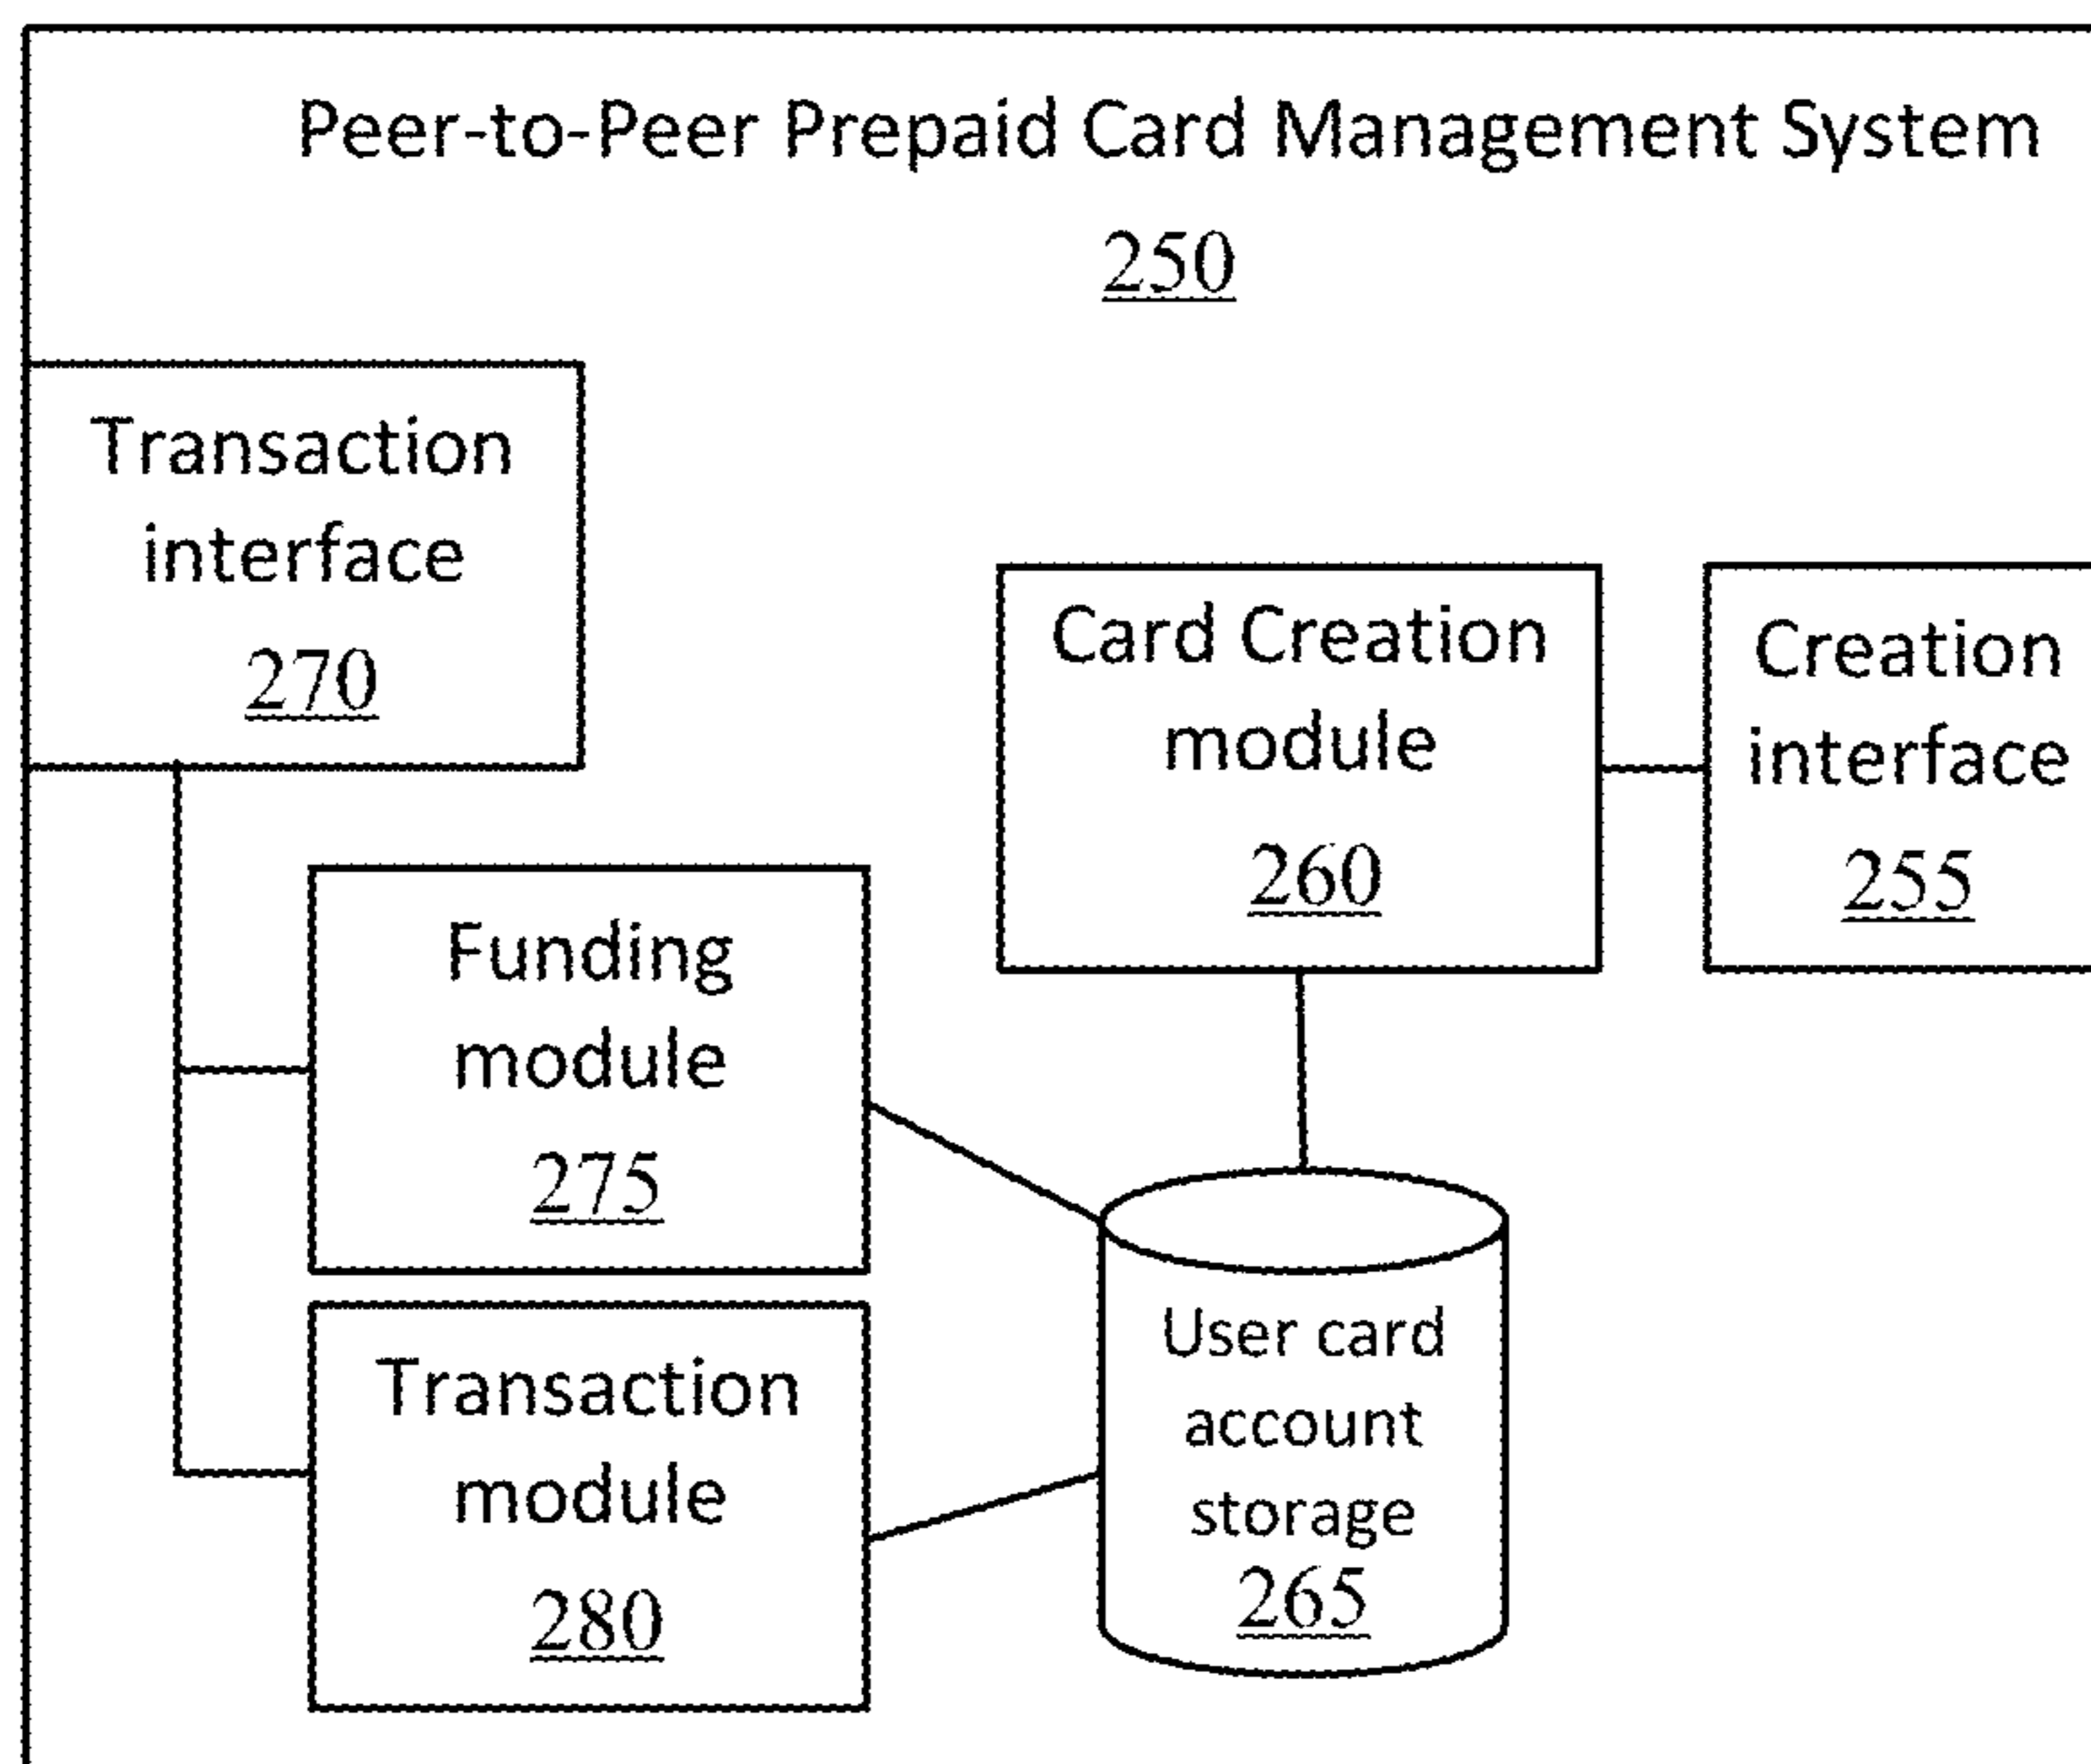 Peer-to-Peer Prepaid Card Management System
250
Transaction
interface
270
Card Creation
module
260
Creation
interface
255
Funding
module
275
Transaction
module
280
User card
account
storage
265